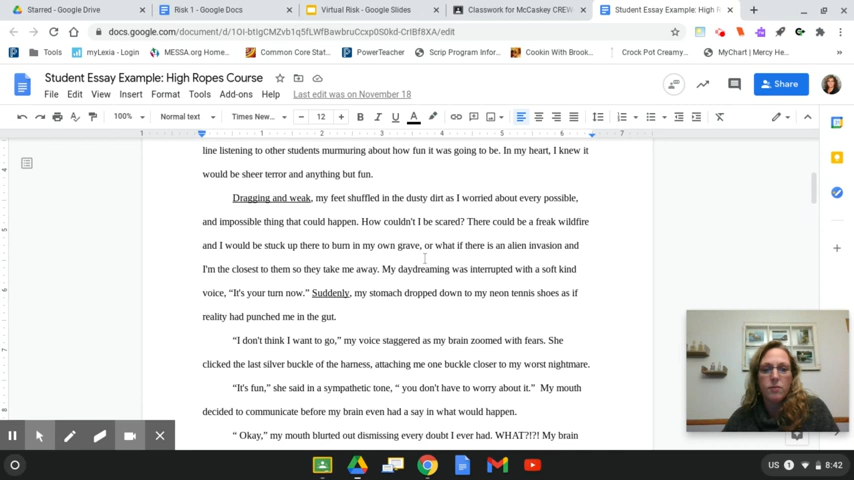 Starred - Google Drive
Risk 1 - Google Docs
Virtual Risk - Google Slides
Classwork for McCaskey CREW
Student Essay Example: High R
docs.google.com/document/d/1OI-btIgCMZvb1q5fLWfBawbruCcxp0S0kd-CrIBf8XA/edit
Tools
myLexia - Login
MESSA.org HOME...
Common Core Stat...
PowerTeacher
Scrip Program Infor...
Cookin With Brook...
Crock Pot Creamy...
MyChart | Mercy He...
Student Essay Example: High Ropes Course
File Edit View Insert Format Tools Add-ons Help Last edit was on November 18
Share
100% Normal text Times New... 12
1 1 2 3 4 5 6 7
line listening to other students murmuring about how fun it was going to be. In my heart, I knew it
would be sheer terror and anything but fun.
Dragging and weak, my feet shuffled in the dusty dirt as I worried about every possible,
and impossible thing that could happen. How couldn't I be scared? There could be a freak wildfire
and I would be stuck up there to burn in my own grave, or what if there is an alien invasion and
I'm the closest to them so they take me away. My daydreaming was interrupted with a soft kind
voice, “It's your turn now.” Suddenly, my stomach dropped down to my neon tennis shoes as if
reality had punched me in the gut.
“I don't think I want to go,” my voice staggered as my brain zoomed with fears. She
clicked the last silver buckle of the harness, attaching me one buckle closer to my worst nightmare.
“It's fun,” she said in a sympathetic tone, “ you don't have to worry about it.” My mouth
decided to communicate before my brain even had a say in what would happen.
“ Okay,” my mouth blurted out dismissing every doubt I ever had. WHAT?!?! My brain
4
5
6
7
8
US 1 8:42